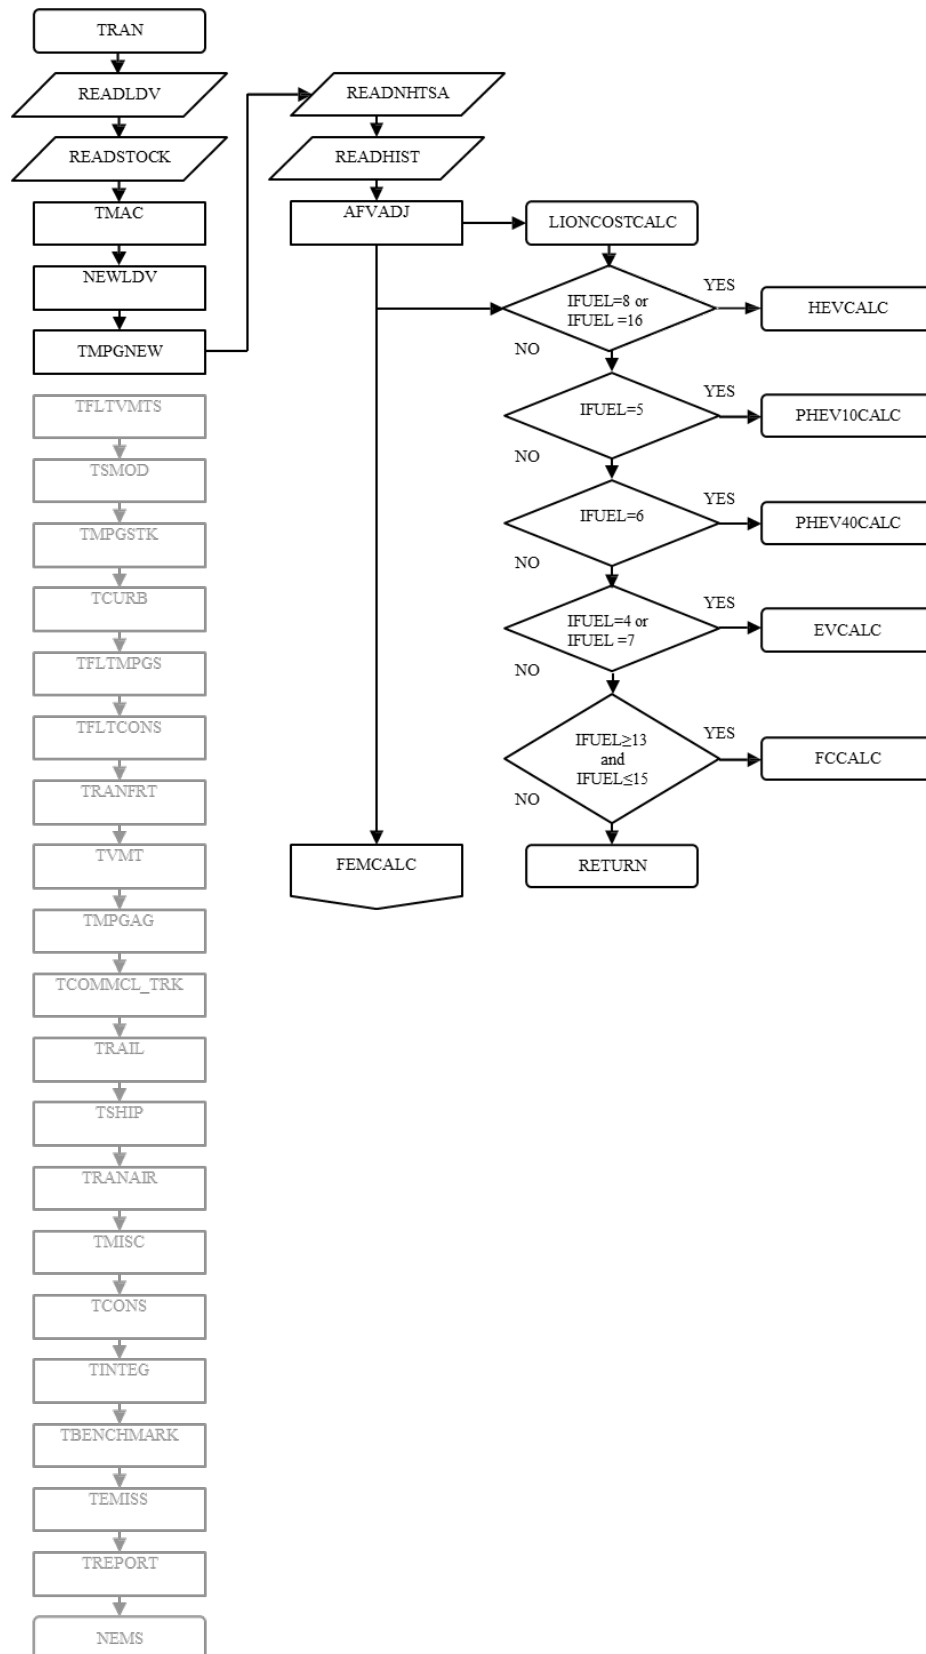 TRAN
READLDV
READSTOCK
TMAC
NEWLDV
TMPGNEW
TFLTVMTS
TSMOD
TMPGSTK
TCURB
TFLTMPGS
TFLTCONS
TRANFRT
TVMT
TMPGAG
TCOMMCL_TRK
TRAIL
TSHIP
TRANAIR
TMISC
TCONS
TINTEG
TBENCHMARK
TEMISS
TREPORT
NEMS
READNHTSA
READHIST
AFVADJ
FEMCALC
LIONCOSTCALC
IFUEL=8 or
IFUEL =16
YES
HEVCALC
NO
IFUEL=5
YES
PHEV10CALC
NO
IFUEL=6
YES
PHEV40CALC
NO
IFUEL=4 or
IFUEL =7
YES
EVCALC
NO
IFUEL≥13
and
IFUEL≤15
YES
FCCALC
NO
RETURN